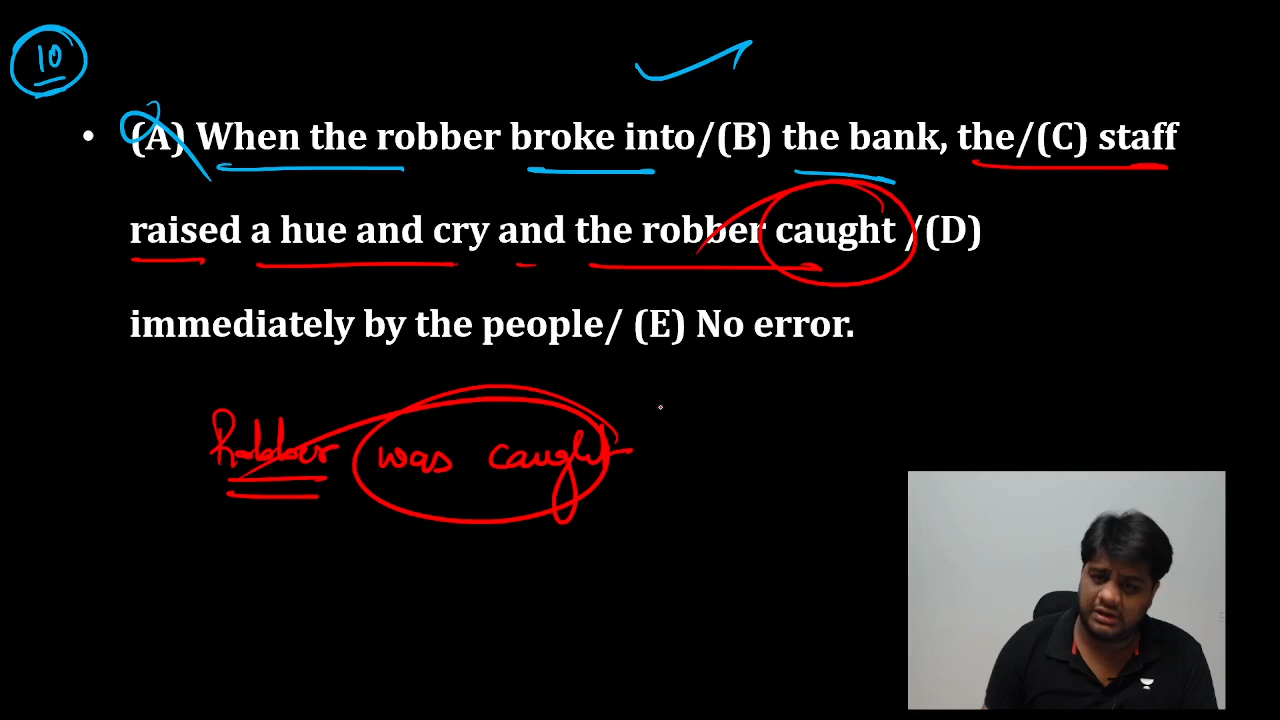 10
• (A) When the robber broke into/(B) the bank, the/(C) staff
raised a hue and cry and the robber caught /(D)
immediately by the people/ (E) No error.
Robber was caught